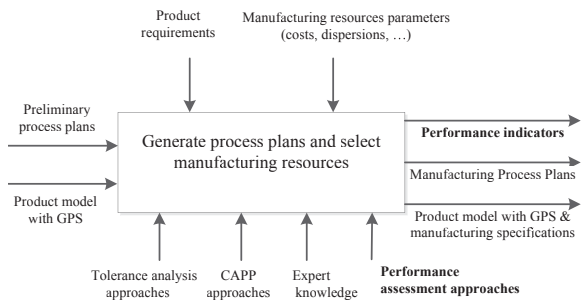 Product
requirements
Manufacturing resources parameters
(costs, dispersions, ...)
Preliminary
process plans
Product model
with GPS
Generate process plans and select
manufacturing resources
Performance indicators
Manufacturing Process Plans
Product model with GPS &
manufacturing specifications
Tolerance analysis
approaches
CAPP
approaches
Expert
knowledge
Performance
assessment approaches